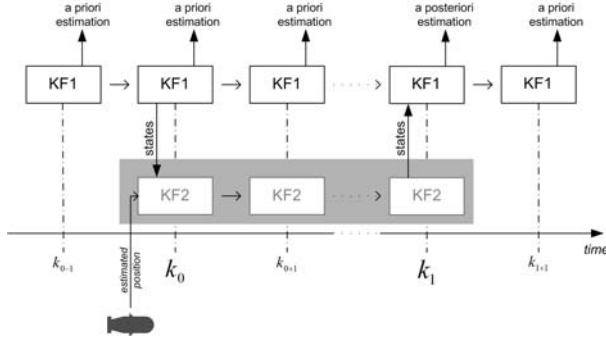 a priori
estimation
a priori
estimation
a priori
estimation
a posteriori
estimation
a priori
estimation
KF1
KF1
KF1
KF1
KF1
states
states
KF2
KF2
KF2
time
k0-1
k0
k0+1
k1
k1+1
estimated
position